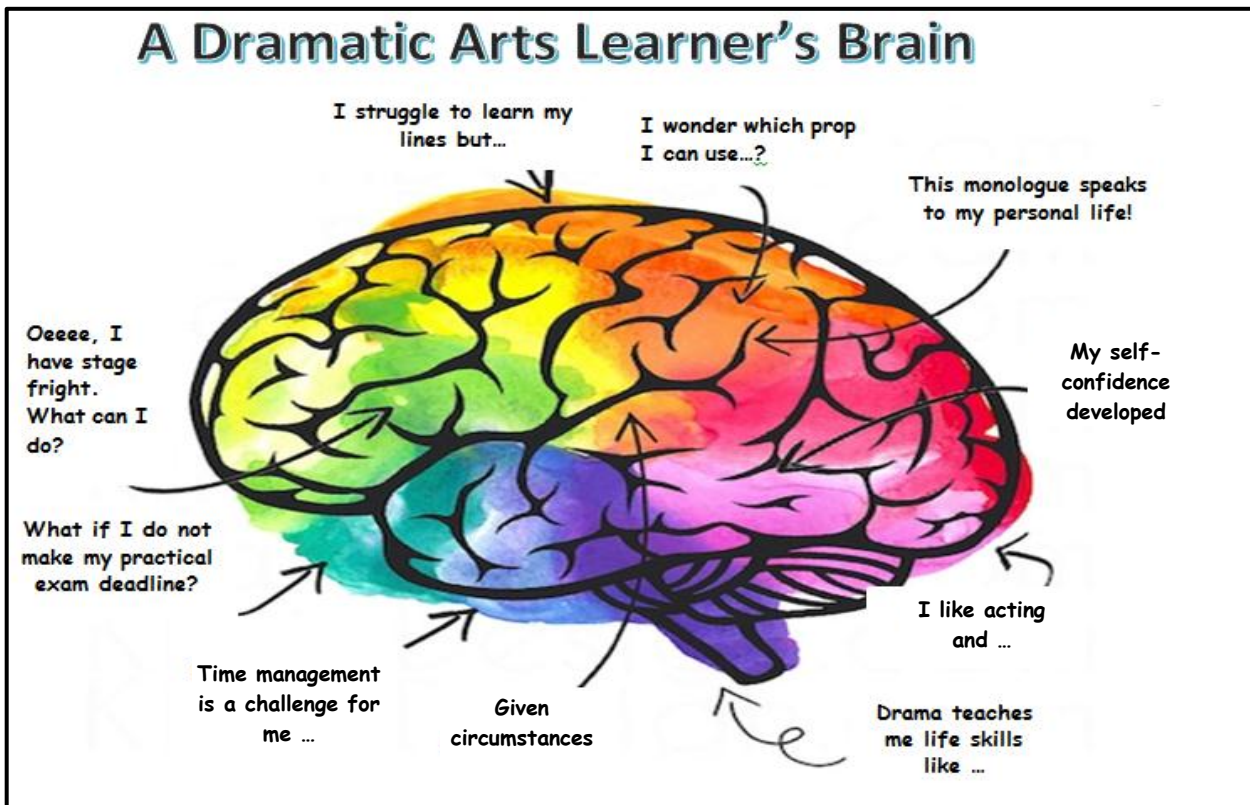 A Dramatic Arts Learner's Brain
I struggle to learn my
lines but...
I wonder which prop
I can use...?
This monologue speaks
to my personal life!
Oeeee, I
have stage
fright.
What can I
do?
My self-
confidence
developed
What if I do not
make my practical
exam deadline?
I like acting
and ...
Time management
is a challenge for
me ...
Given
circumstances
Drama teaches
me life skills
like ...